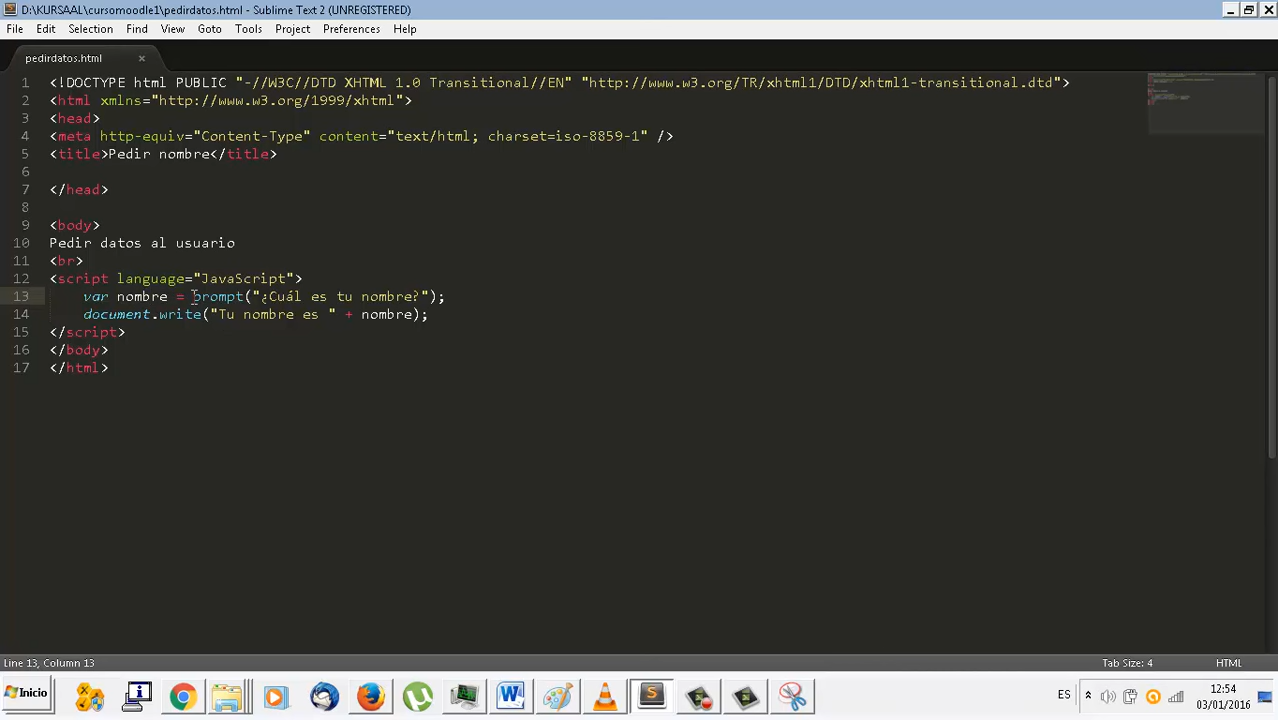 D:\KURSAAL\cursomoodle1\pedirdatos.html - Sublime Text 2 (UNREGISTERED)
File Edit Selection Find View Goto Tools Project Preferences Help
pedirdatos.html ×
1 <!DOCTYPE html PUBLIC "-//W3C//DTD XHTML 1.0 Transitional//EN" "http://www.w3.org/TR/xhtml1/DTD/xhtml1-transitional.dtd">
2 <html xmlns="http://www.w3.org/1999/xhtml">
3 <head>
4 <meta http-equiv="Content-Type" content="text/html; charset=iso-8859-1" />
5 <title>Pedir nombre</title>
6
7 </head>
8
9 <body>
10 Pedir datos al usuario
11 <br>
12 <script language="JavaScript">
13 var nombre = prompt("¿Cuál es tu nombre?");
14 document.write("Tu nombre es " + nombre);
15 </script>
16 </body>
17 </html>
Line 13, Column 13 Tab Size: 4 HTML
Inicio ES 12:54
03/01/2016